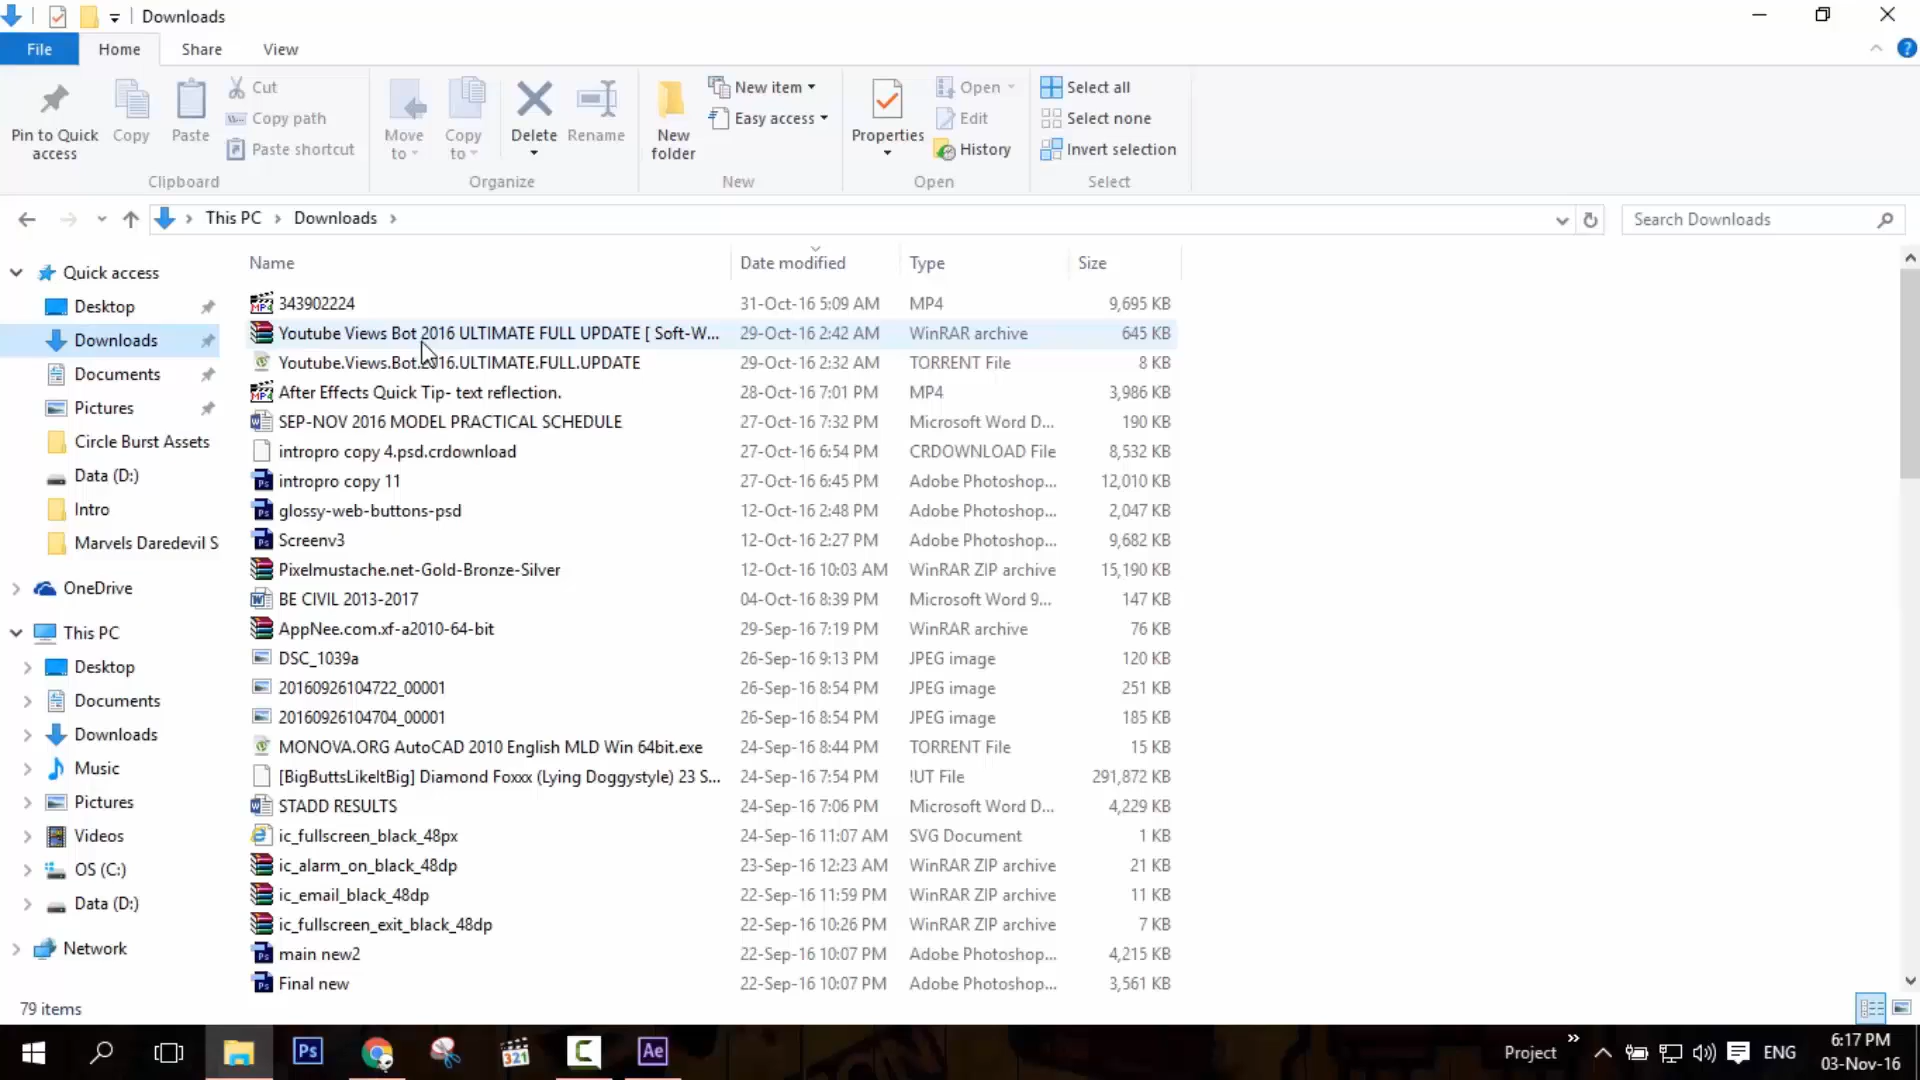 Downloads
File Home Share View
Pin to Quick access
Copy
Paste
Cut
Copy path
Paste shortcut
Clipboard
Move to
Copy to
Delete
Rename
Organize
New folder
New item
Easy access
New
Properties
Open
Edit
History
Open
Select all
Select none
Invert selection
Select
This PC > Downloads >
Search Downloads
Quick access
Desktop
Downloads
Documents
Pictures
Circle Burst Assets
Data (D:)
Intro
Marvels Daredevil S
OneDrive
This PC
Desktop
Documents
Downloads
Music
Pictures
Videos
OS (C:)
Data (D:)
Network
Name Date modified Type Size
343902224 31-Oct-16 5:09 AM MP4 9,695 KB
Youtube Views Bot 2016 ULTIMATE FULL UPDATE [ Soft-W... 29-Oct-16 2:42 AM WinRAR archive 645 KB
Youtube.Views.Bot.2016.ULTIMATE.FULL.UPDATE 29-Oct-16 2:32 AM TORRENT File 8 KB
After Effects Quick Tip- text reflection. 28-Oct-16 7:01 PM MP4 3,986 KB
SEP-NOV 2016 MODEL PRACTICAL SCHEDULE 27-Oct-16 7:32 PM Microsoft Word D... 190 KB
intropro copy 4.psd.crdownload 27-Oct-16 6:54 PM CRDOWNLOAD File 8,532 KB
intropro copy 11 27-Oct-16 6:45 PM Adobe Photoshop... 12,010 KB
glossy-web-buttons-psd 12-Oct-16 2:48 PM Adobe Photoshop... 2,047 KB
Screenv3 12-Oct-16 2:27 PM Adobe Photoshop... 9,682 KB
Pixelmustache.net-Gold-Bronze-Silver 12-Oct-16 10:03 AM WinRAR ZIP archive 15,190 KB
BE CIVIL 2013-2017 04-Oct-16 8:39 PM Microsoft Word 9... 147 KB
AppNee.com.xf-a2010-64-bit 29-Sep-16 7:19 PM WinRAR archive 76 KB
DSC_1039a 26-Sep-16 9:13 PM JPEG image 120 KB
20160926104722_00001 26-Sep-16 8:54 PM JPEG image 251 KB
20160926104704_00001 26-Sep-16 8:54 PM JPEG image 185 KB
MONOVA.ORG AutoCAD 2010 English MLD Win 64bit.exe 24-Sep-16 8:44 PM TORRENT File 15 KB
[BigButtsLikeItBig] Diamond Foxxx (Lying Doggystyle) 23 S... 24-Sep-16 7:54 PM !UT File 291,872 KB
STADD RESULTS 24-Sep-16 7:06 PM Microsoft Word D... 4,229 KB
ic_fullscreen_black_48px 24-Sep-16 11:07 AM SVG Document 1 KB
ic_alarm_on_black_48dp 23-Sep-16 12:23 AM WinRAR ZIP archive 21 KB
ic_email_black_48dp 22-Sep-16 11:59 PM WinRAR ZIP archive 11 KB
ic_fullscreen_exit_black_48dp 22-Sep-16 10:26 PM WinRAR ZIP archive 7 KB
main new2 22-Sep-16 10:07 PM Adobe Photoshop... 4,215 KB
Final new 22-Sep-16 10:07 PM Adobe Photoshop... 3,561 KB
79 items
Ps
321
C
Ae
Project
ENG
6:17 PM
03-Nov-16